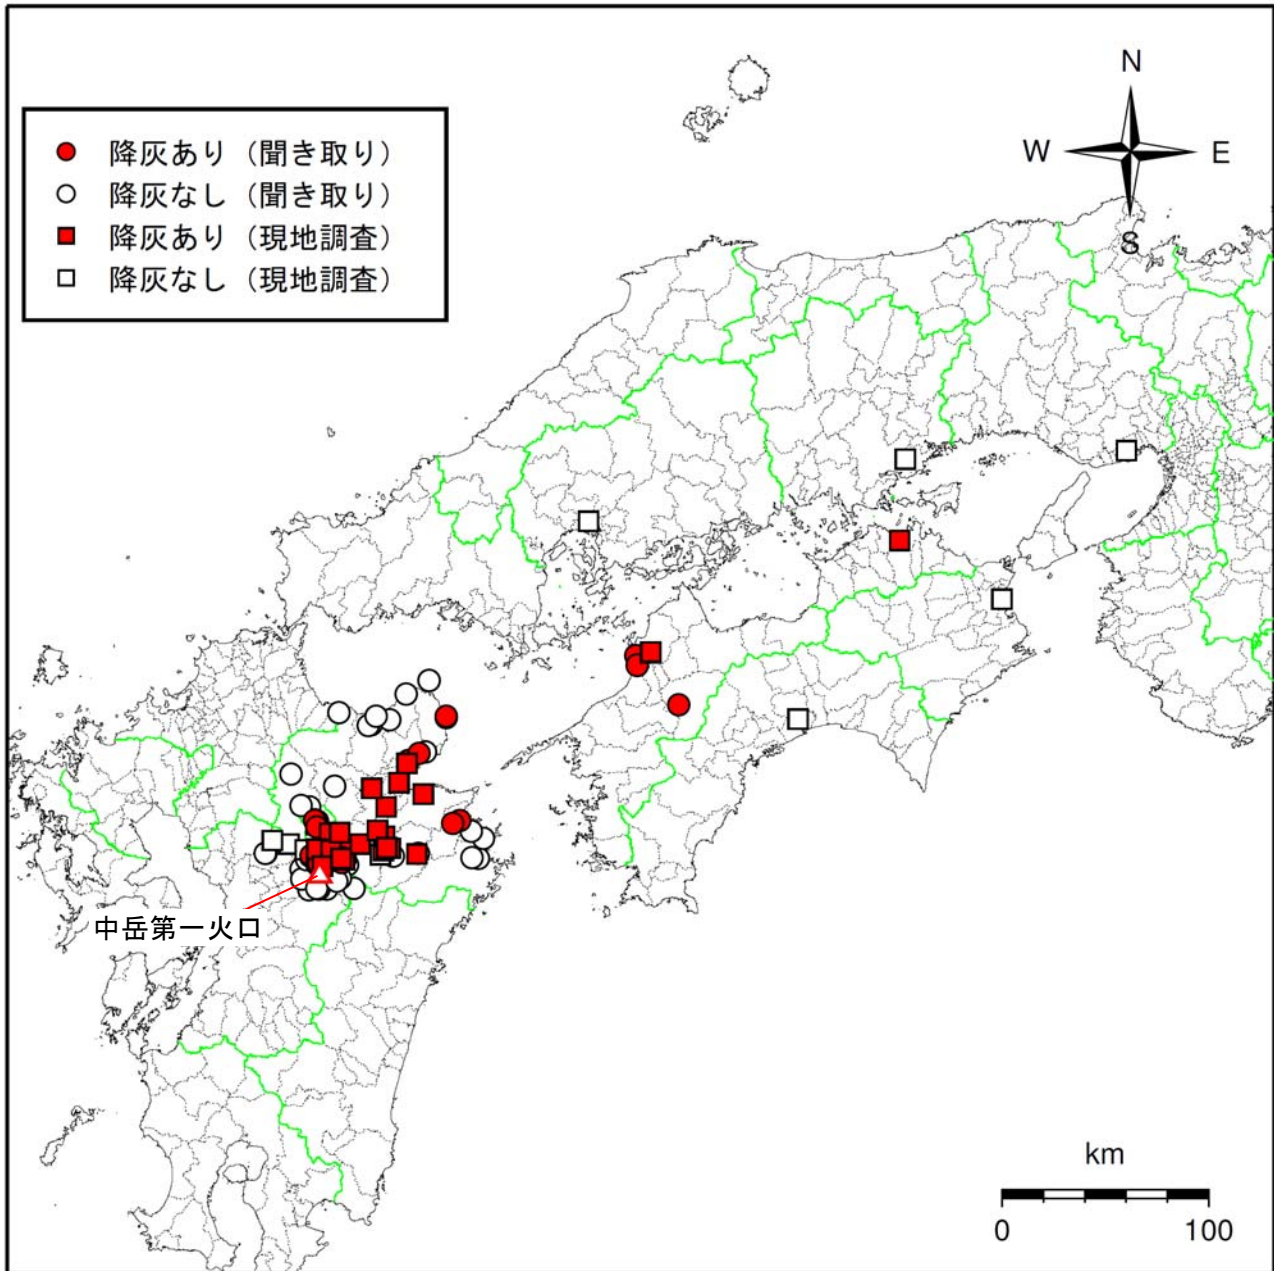 N
W
E
S
降灰あり（聞き取り）
降灰なし（聞き取り）
降灰あり（現地調査）
降灰なし（現地調査）
中岳第一火口
km
0
100